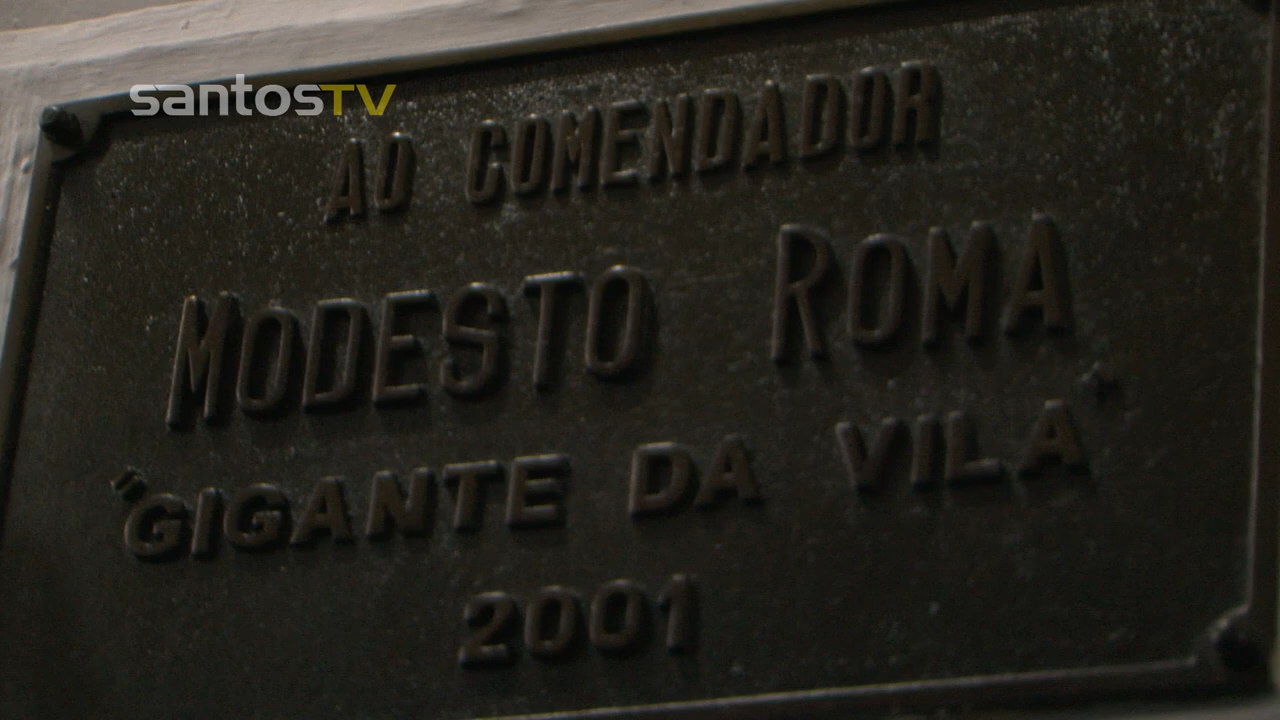 santosTV
AO COMENDADOR
MODESTO ROMA
"GIGANTE DA VILA"
2001